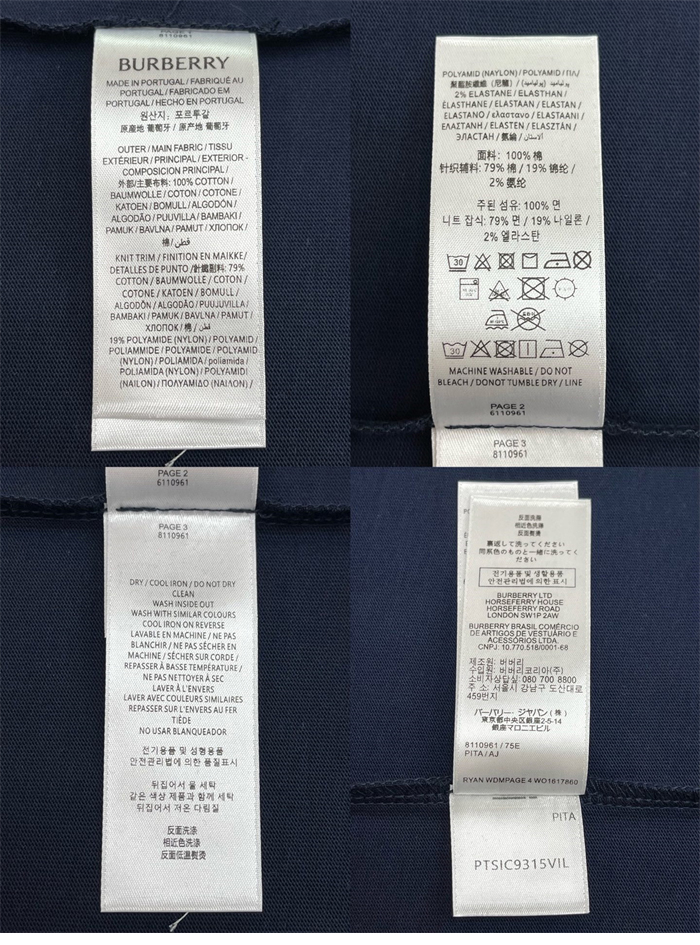 PAGE 1
8110961
BURBERRY
MADE IN PORTUGAL / FABRIQUÉ AU
PORTUGAL / FABRICADO EM
PORTUGAL / HECHO EN PORTUGAL
원산지: 포르투갈
原産地 葡萄牙 / 原产地 葡萄牙
OUTER / MAIN FABRIC / TISSU
EXTÉRIEUR / PRINCIPAL / EXTERIOR -
COMPOSICION PRINCIPAL /
外部/主要布料: 100% COTTON /
BAUMWOLLE / COTON / COTONE /
KATOEN / BOMULL / ALGODÓN /
ALGODÃO / PUUVILLA / BAMBAKI /
PAMUK / BAVLNA / PAMUT / ХЛОПОК /
棉 / قطن
KNIT TRIM / FINITION EN MAIKKE/
DETALLES DE PUNTO /針織副料: 79%
COTTON / BAUMWOLLE / COTON /
COTONE / KATOEN / BOMULL /
ALGODÓN / ALGODÃO / PUUJUVILLA /
BAMBAKI / PAMUK / BAVLNA / PAMUT /
ХЛОПОК / 棉 / قطن
19% POLYAMIDE (NYLON) / POLYAMID /
POLIAMMIDE / POLYAMIDE / POLYAMID
(NYLON) / POLIAMIDA / poliamida /
POLIAMIDA (NYLON) / POLYAMIDI
(NAILON) / ПОЛУАМІДО (NAILON) /
POLYAMID (NAYLON) / POLYAMID / ПА/
聚酰胺纖維 (尼龍) /
2% ELASTANE / ELASTHAN /
ÉLASTHANE / ELASTAAN / ELASTAN /
ELASTANO / ελαστανο / ELASTAANI /
ΕΛΑΣΤΑΝΗ / ELASTEN / ELASZTÁN /
ЭЛАСТАН / 氨綸 / ألاستان
面料: 100% 棉
针织辅料: 79% 棉 / 19% 锦纶 /
2% 氨纶
주된 섬유: 100% 면
니트 잡식: 79% 면 / 19% 나일론 /
2% 엘라스탄
30
30
MACHINE WASHABLE / DO NOT
BLEACH / DONOT TUMBLE DRY / LINE
PAGE 2
6110961
PAGE 3
8110961
PAGE 2
6110961
PAGE 3
8110961
DRY / COOL IRON / DO NOT DRY
CLEAN
WASH INSIDE OUT
WASH WITH SIMILAR COLOURS
COOL IRON ON REVERSE
LAVABLE EN MACHINE / NE PAS
BLANCHIR / NE PAS SÉCHER EN
MACHINE / SÉCHER SUR CORDE /
REPASSER À BASSE TEMPÉRATURE /
NE PAS NETTOYER À SEC
LAVER À L'ENVERS
LAVER AVEC COULEURS SIMILAIRES
REPASSER SUR L'ENVERS AU FER
TIÈDE
NO USAR BLANQUEADOR
전기용품 및 성형용품
안전관리법에 의한 품질표시
뒤집어서 물 세탁
같은 색상 제품과 함께 세탁
뒤집어서 저온 다림질
反面洗涤
相近色洗涤
反面低温熨烫
反面洗涤
相近色洗涤
反面熨烫
裏返して洗ってください
同系色のものと一緒に洗ってく
ださい
전기용품 및 생활용품
안전관리법에 의한 표시
BURBERRY LTD
HORSEFERRY HOUSE
HORSEFERRY ROAD
LONDON SW1P 2AW
BURBERRY BRASIL COMÉRCIO
DE ARTIGOS DE VESTUÁRIO E
ACESSÓRIOS LTDA.
CNPJ: 10.770.518/0001-68
제조원: 버버리
수입원: 버버리코리아(주)
소비자상담실: 080 700 8800
주 소: 서울시 강남구 도산대로
459번지
バーバリー· ジャパン (株)
東京都中央区銀座2-5-14
銀座マロニエビル
8110961 / 75E
PITA / AJ
RYAN WDMPAGE 4 WO1617860
PITA
PTSIC9315VIL